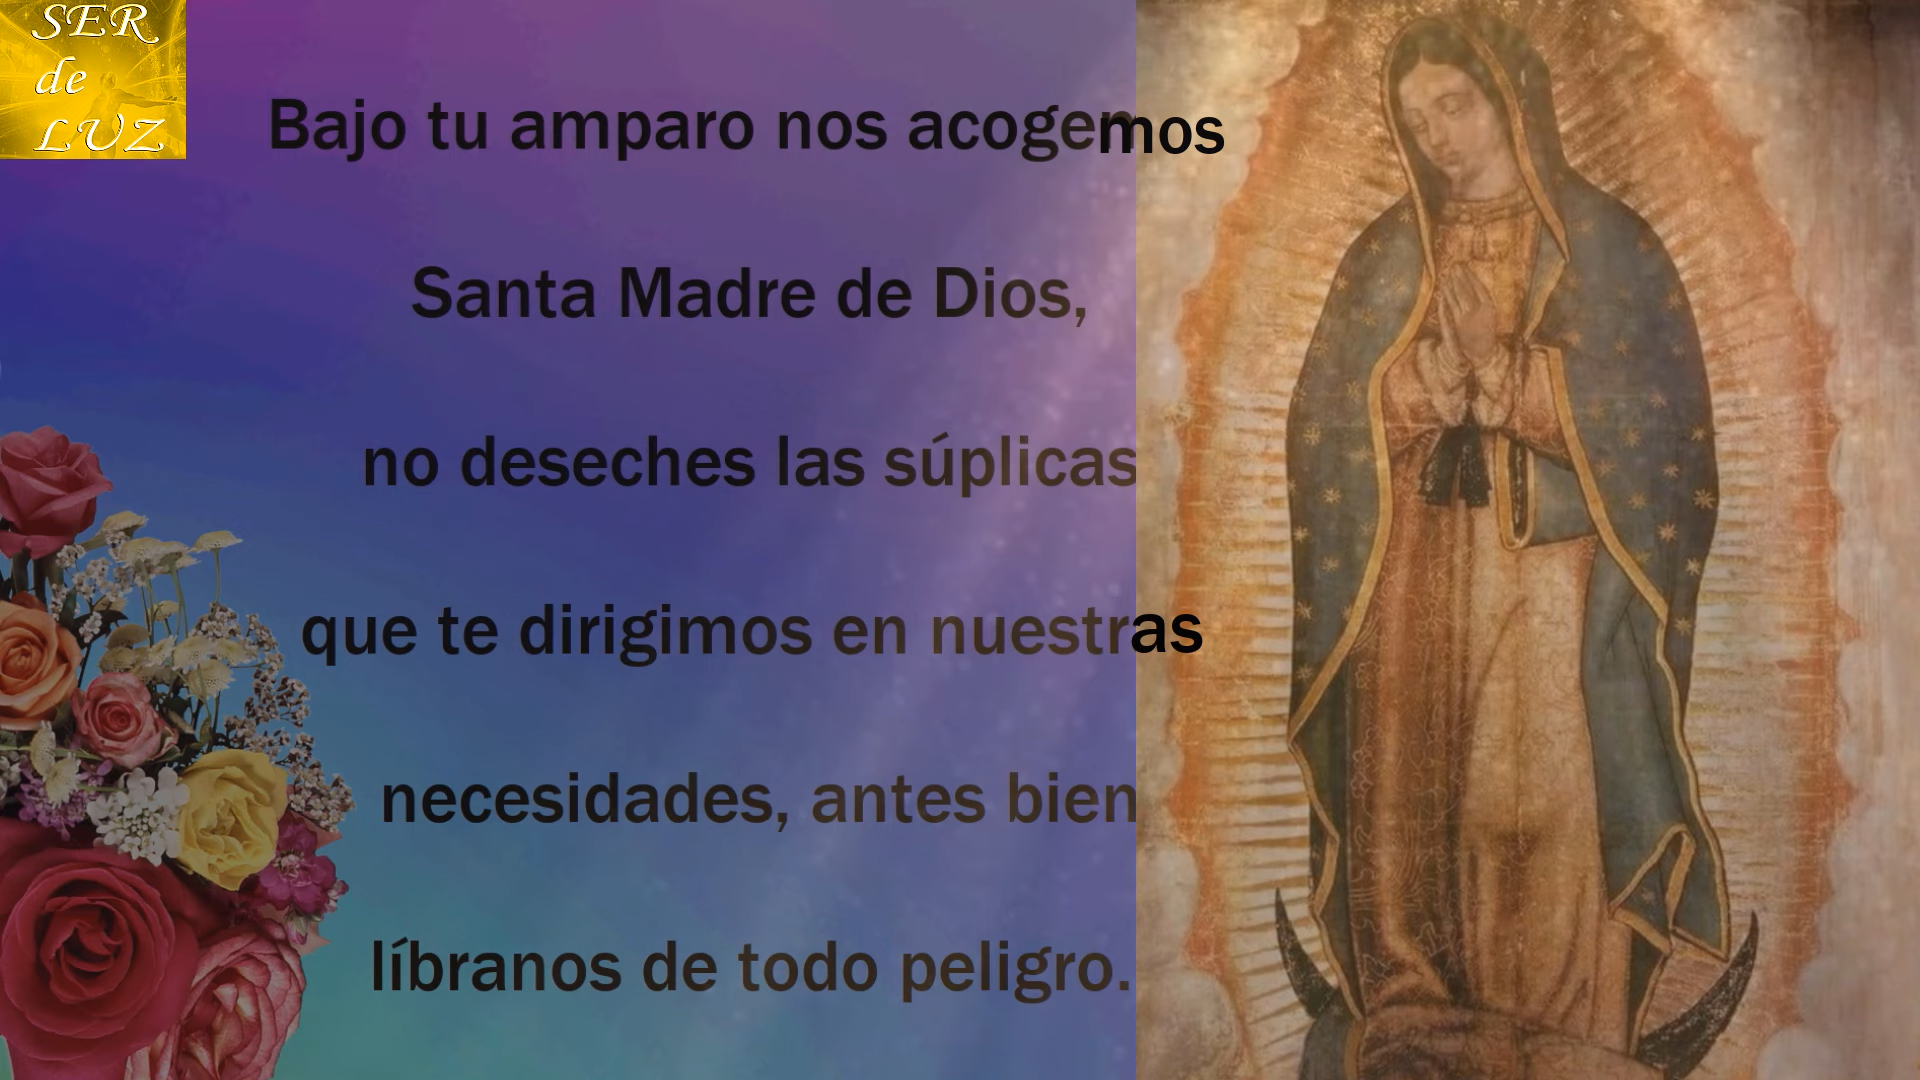 SER
de
LUZ
Bajo tu amparo nos acogemos
Santa Madre de Dios,
no deseches las súplicas
que te dirigimos en nuestras
necesidades, antes bien
líbranos de todo peligro.